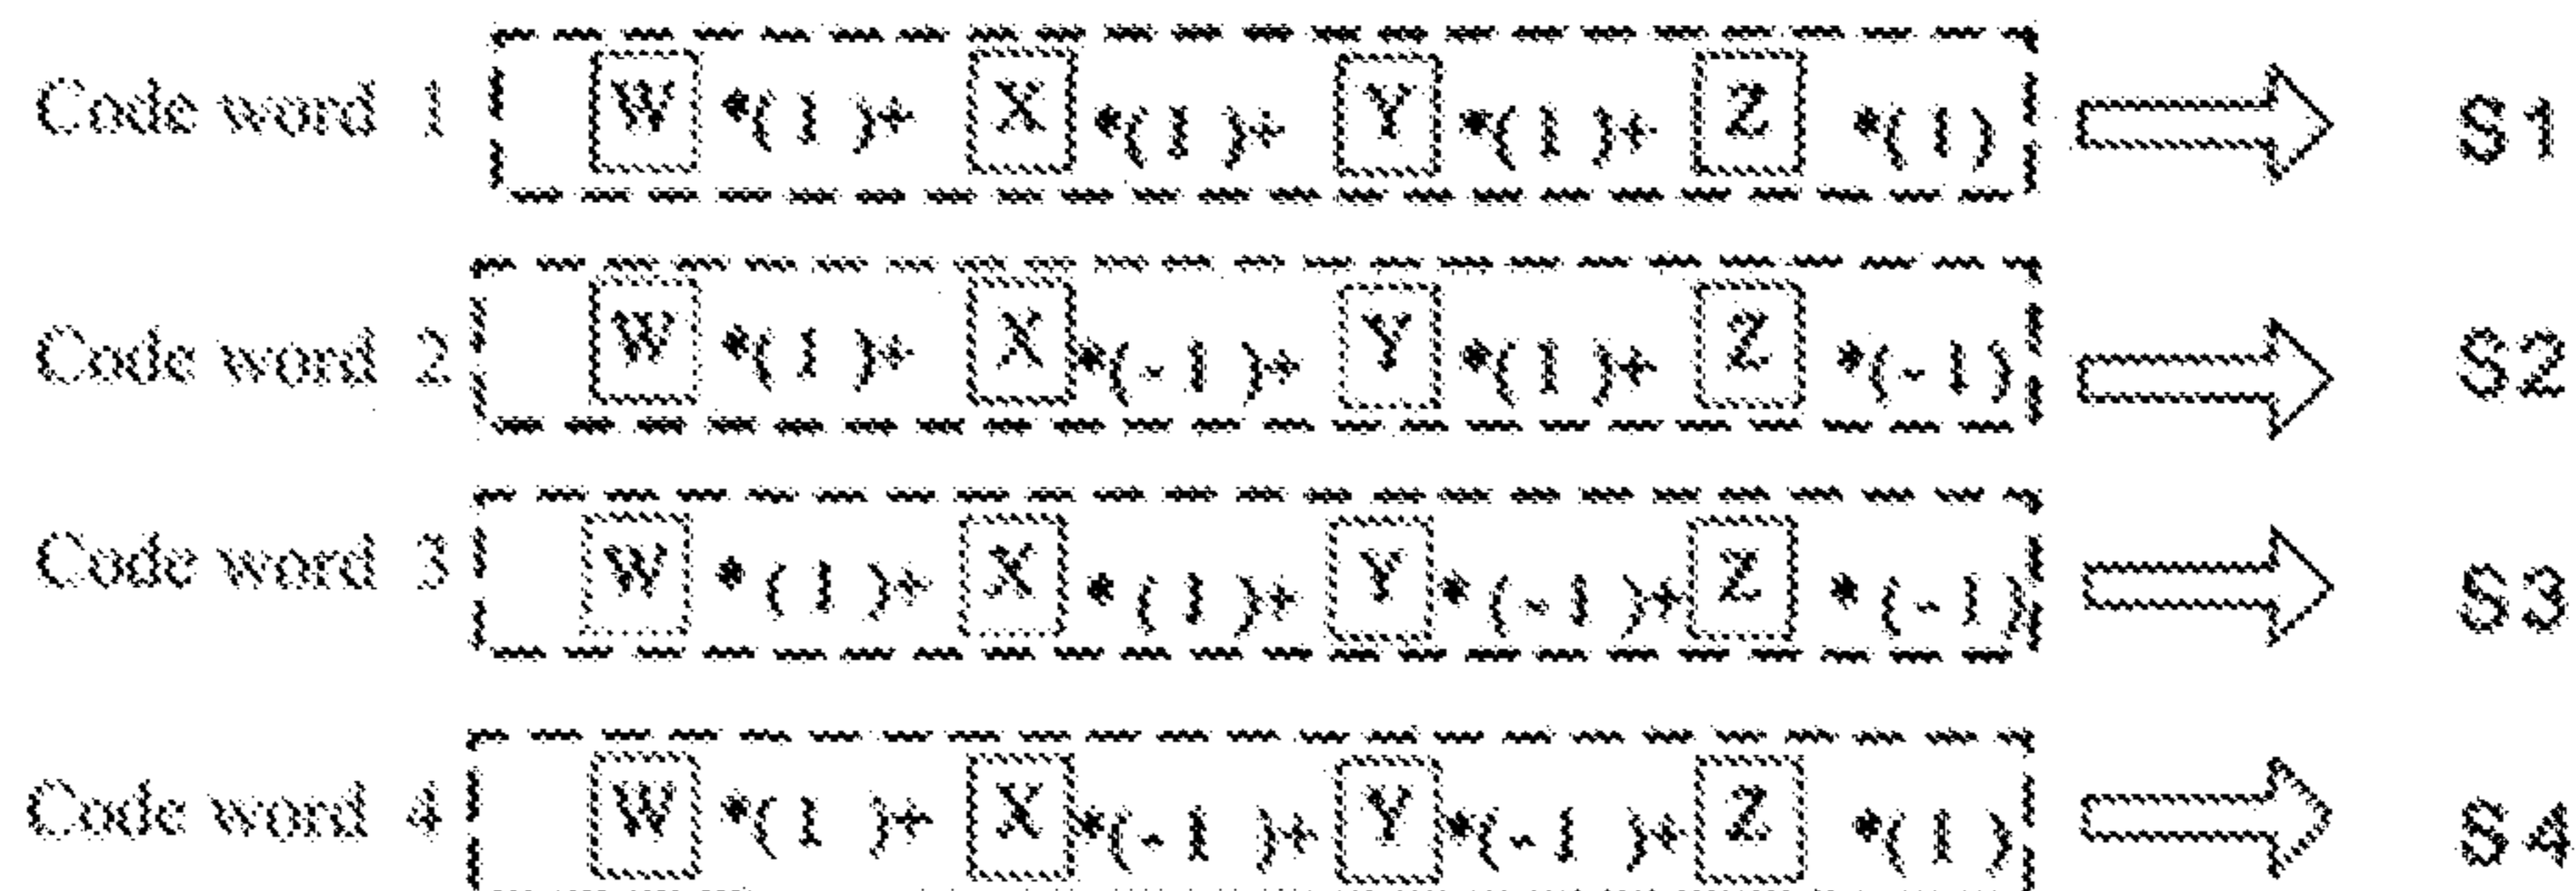 Code word 1 W *(1)+ X *(1)+ Y *(1)+ Z *(1) S1
Code word 2 W *(1)+ X *(-1)+ Y *(1)+ Z *(-1) S2
Code word 3 W *(1)+ X *(1)+ Y *(-1)+ Z *(-1) S3
Code word 4 W *(1)+ X *(-1)+ Y *(-1)+ Z *(1) S4